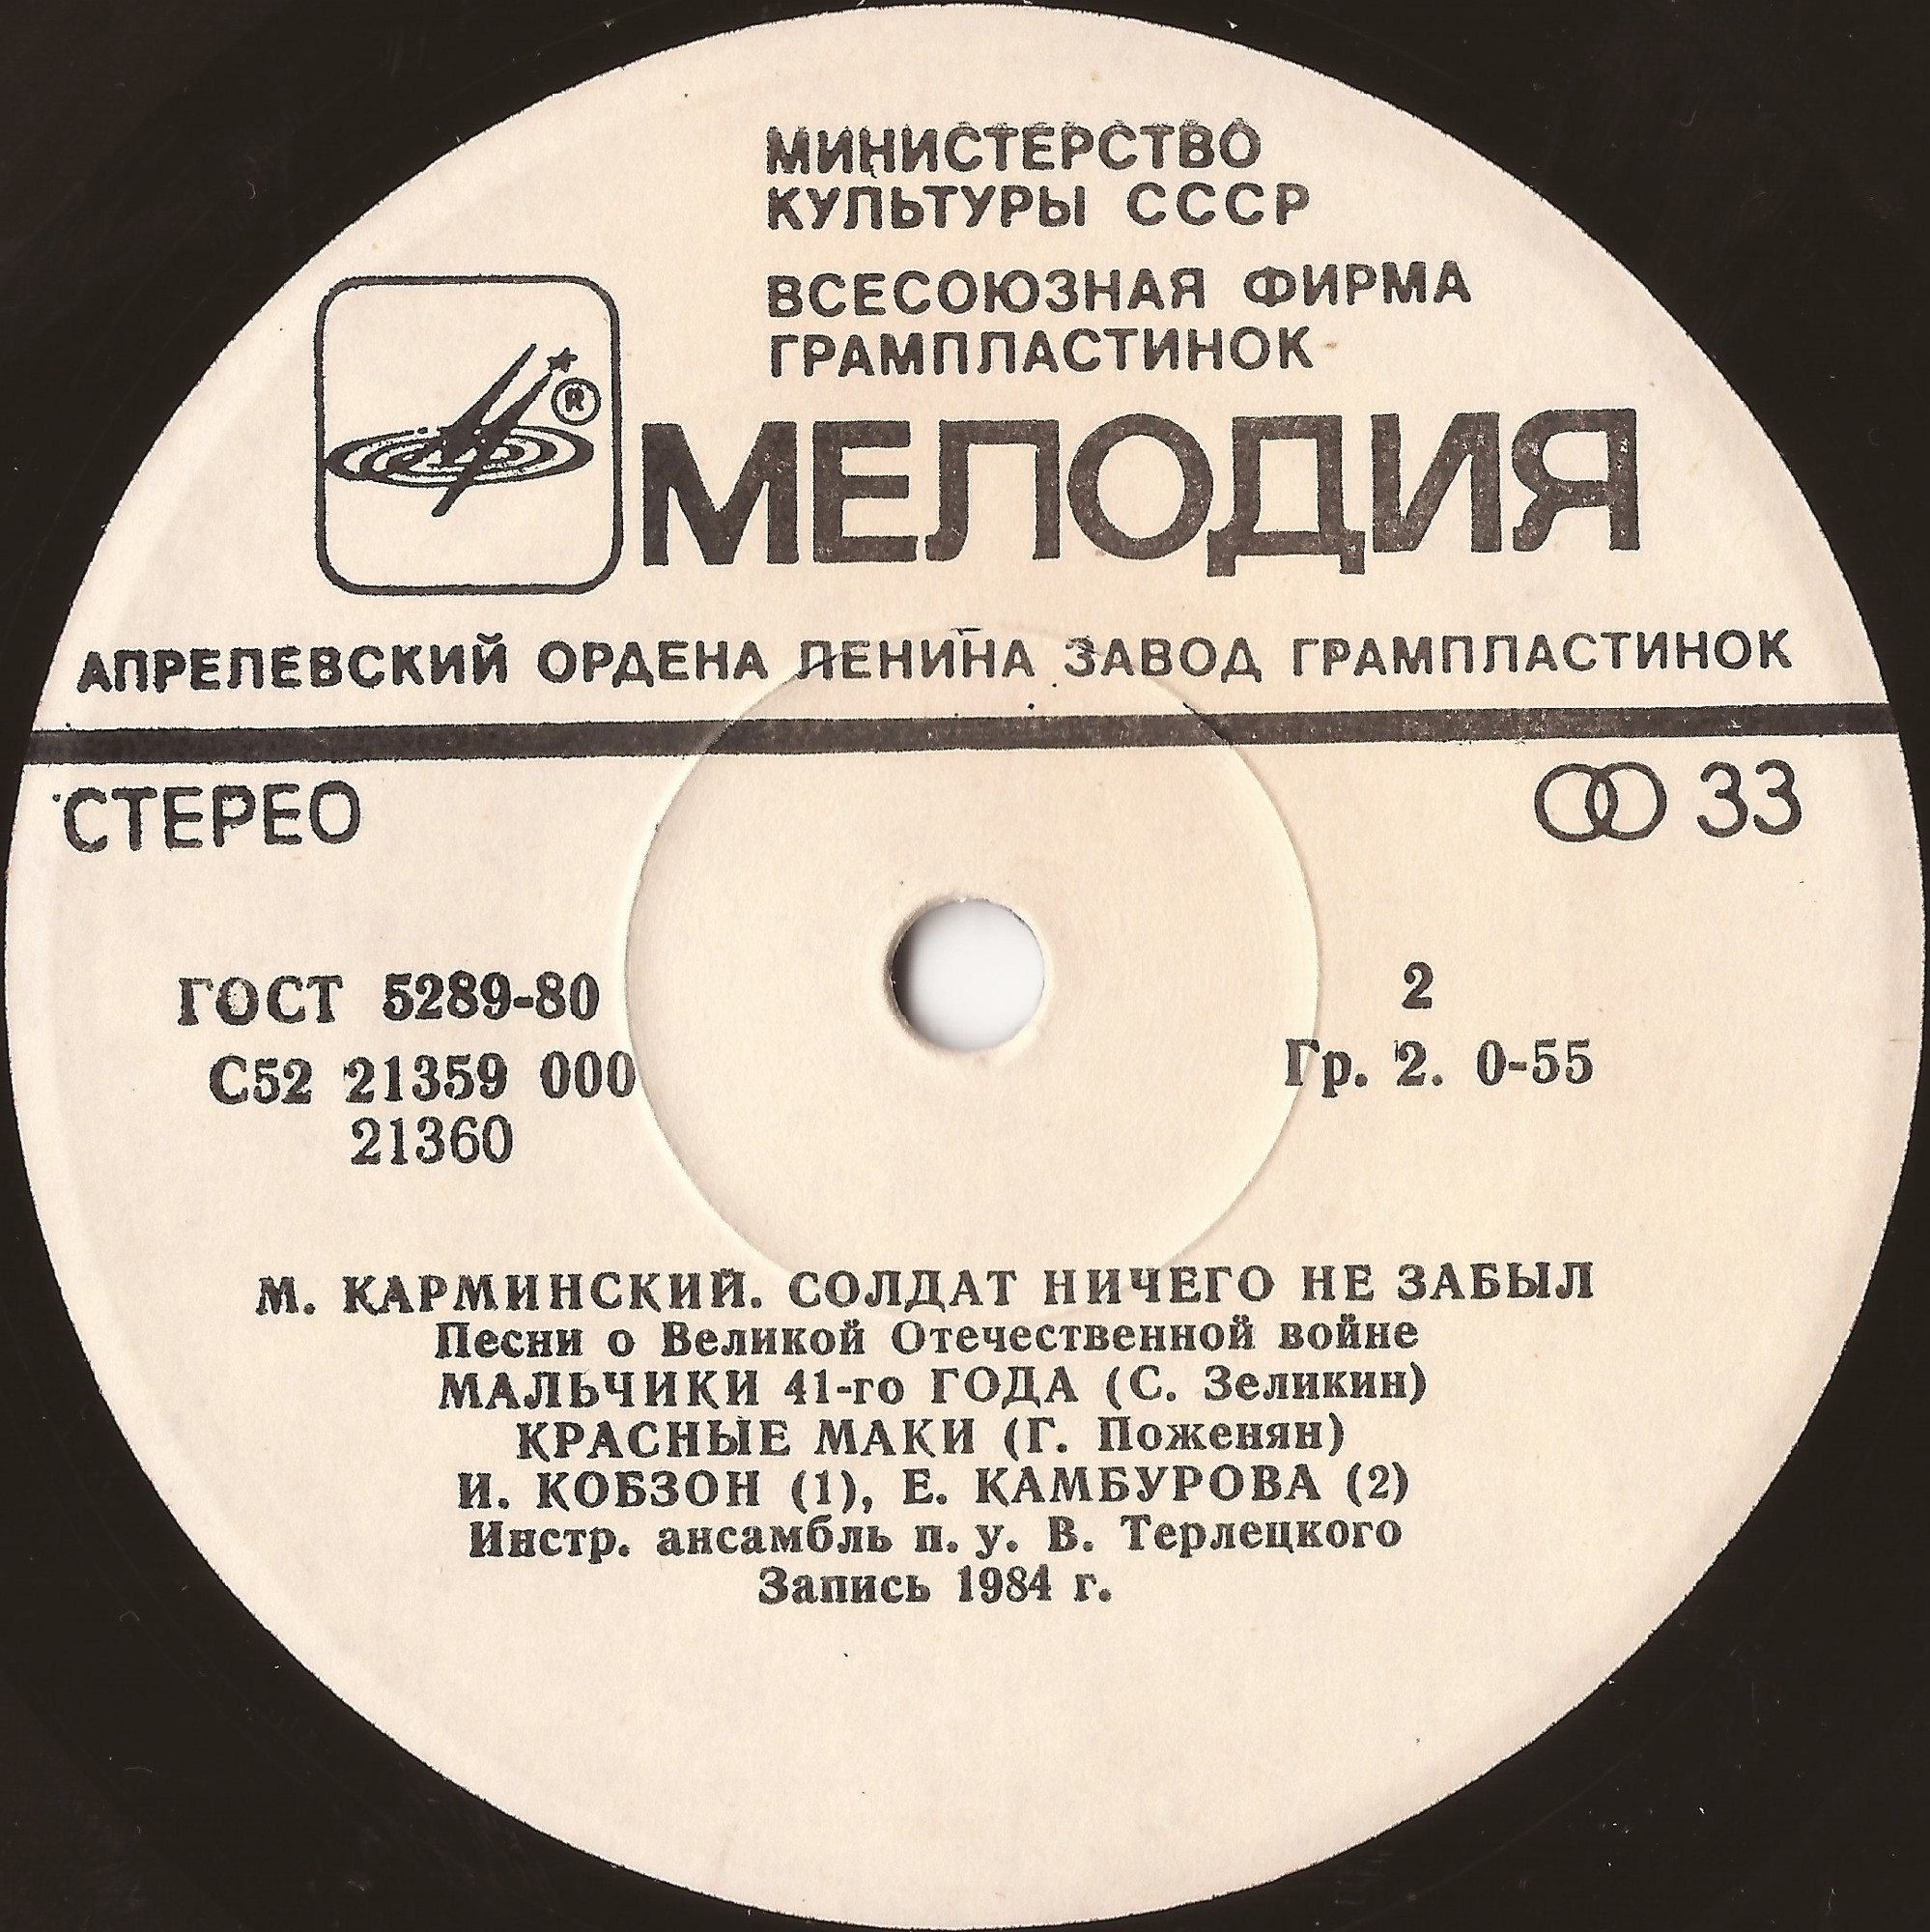 МИНИСТЕРСТВО
КУЛЬТУРЫ СССР
ВСЕСОЮЗНАЯ ФИРМА
ГРАМПЛАСТИНОК
®
МЕЛОДИЯ
АПРЕЛЕВСКИЙ ОРДЕНА ЛЕНИНА ЗАВОД ГРАМПЛАСТИНОК
СТЕРЕО
33
ГОСТ 5289-80
2
С52 21359 000
Гр. 2. 0-55
21360
М. КАРМИНСКИЙ. СОЛДАТ НИЧЕГО НЕ ЗАБЫЛ
Песни о Великой Отечественной войне
МАЛЬЧИКИ 41-го ГОДА (С. Зеликин)
КРАСНЫЕ МАКИ (Г. Поженян)
И. КОБЗОН (1), Е. КАМБУРОВА (2)
Инстр. ансамбль п. у. В. Терлецкого
Запись 1984 г.